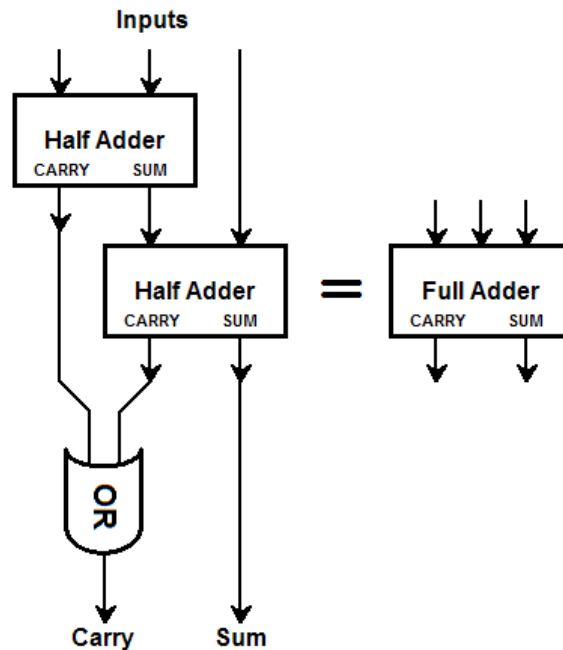 Inputs
Half Adder
CARRY SUM
Half Adder
CARRY SUM
=
Full Adder
CARRY SUM
OR
Carry
Sum